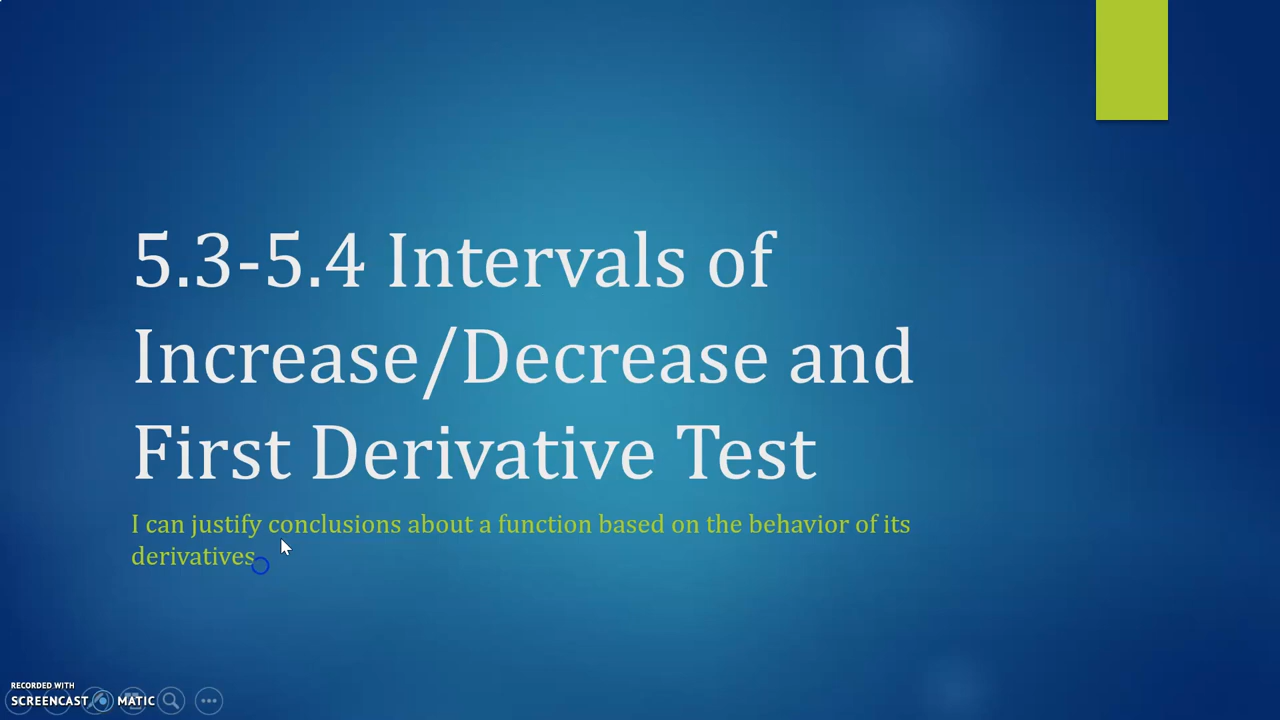 5.3-5.4 Intervals of
Increase/Decrease and
First Derivative Test
I can justify conclusions about a function based on the behavior of its
derivatives
RECORDED WITH
SCREENCAST MATIC